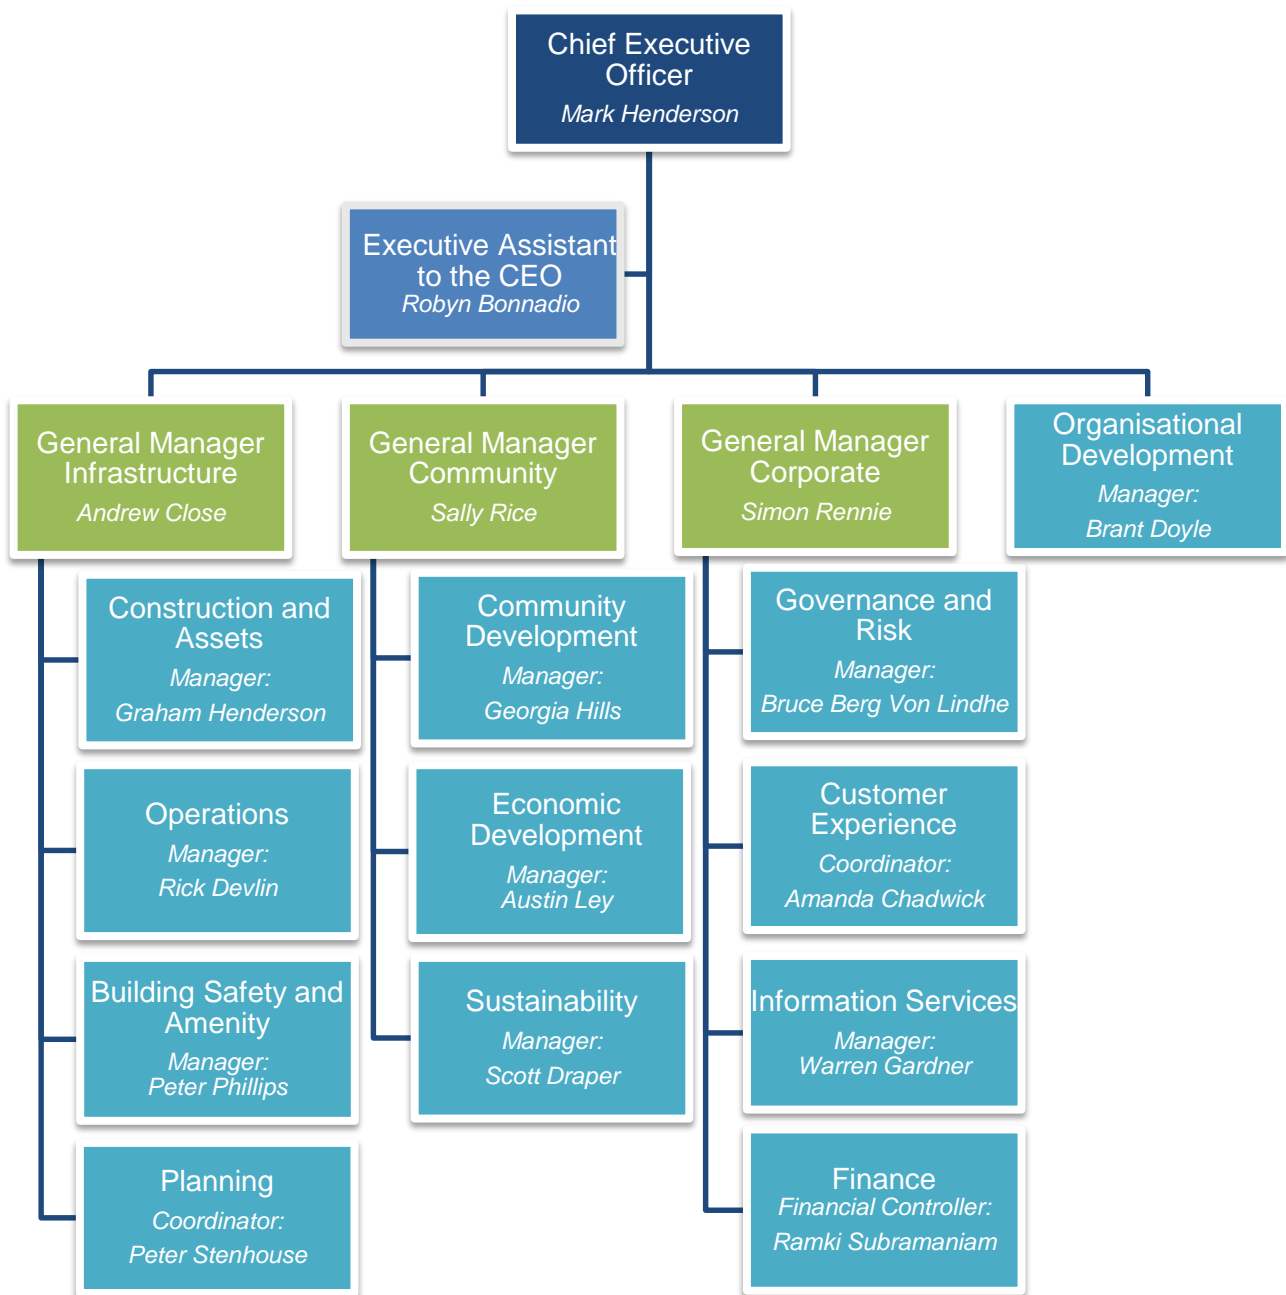 Chief Executive
Officer
Mark Henderson
Executive Assistant
to the CEO
Robyn Bonnadio
General Manager
Infrastructure
Andrew Close
General Manager
Community
Sally Rice
General Manager
Corporate
Simon Rennie
Organisational
Development
Manager:
Brant Doyle
Construction and
Assets
Manager:
Graham Henderson
Operations
Manager:
Rick Devlin
Building Safety and
Amenity
Manager:
Peter Phillips
Planning
Coordinator:
Peter Stenhouse
Community
Development
Manager:
Georgia Hills
Economic
Development
Manager:
Austin Ley
Sustainability
Manager:
Scott Draper
Governance and
Risk
Manager:
Bruce Berg Von Lindhe
Customer
Experience
Coordinator:
Amanda Chadwick
Information Services
Manager:
Warren Gardner
Finance
Financial Controller:
Ramki Subramaniam